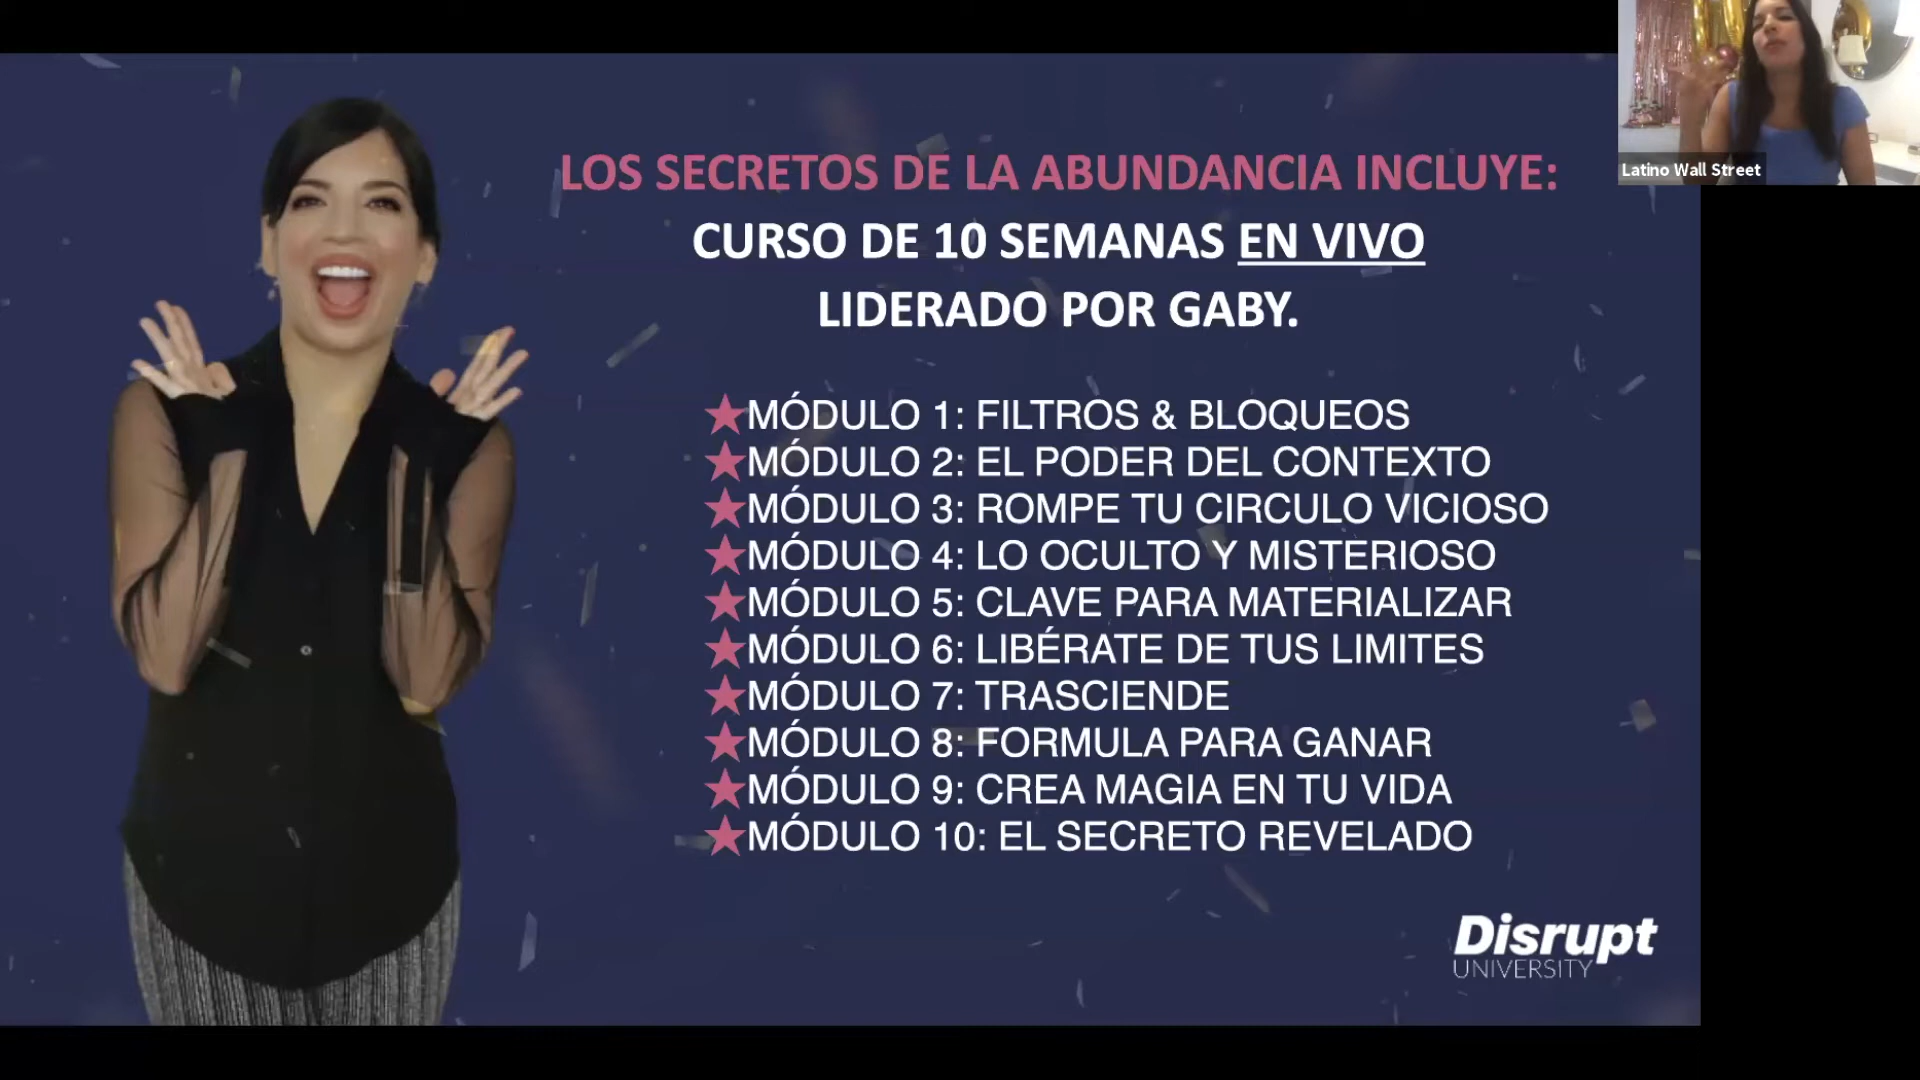 LOS SECRETOS DE LA ABUNDANCIA INCLUYE:
CURSO DE 10 SEMANAS EN VIVO
LIDERADO POR GABY.
MÓDULO 1: FILTROS & BLOQUEOS
MÓDULO 2: EL PODER DEL CONTEXTO
MÓDULO 3: ROMPE TU CIRCULO VICIOSO
MÓDULO 4: LO OCULTO Y MISTERIOSO
MÓDULO 5: CLAVE PARA MATERIALIZAR
MÓDULO 6: LIBÉRATE DE TUS LIMITES
MÓDULO 7: TRASCIENDE
MÓDULO 8: FORMULA PARA GANAR
MÓDULO 9: CREA MAGIA EN TU VIDA
MÓDULO 10: EL SECRETO REVELADO
Disrupt
UNIVERSITY
Latino Wall Street